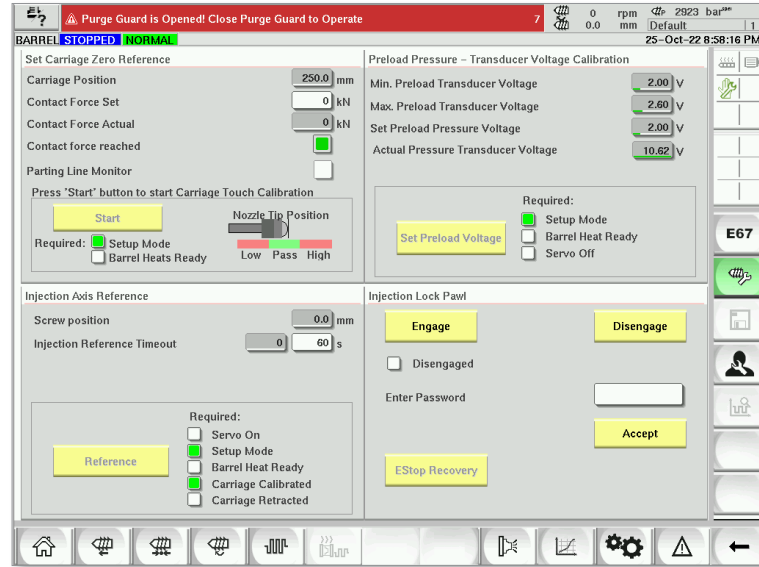 Purge Guard is Opened! Close Purge Guard to Operate 7
0 rpm 2923 bar
0.0 mm Default 1
BARREL STOPPED NORMAL 25-Oct-22 8:58:16 PM
Set Carriage Zero Reference
Carriage Position 250.0 mm
Contact Force Set 0 kN
Contact Force Actual 0 kN
Contact force reached
Parting Line Monitor
Press "Start" button to start Carriage Touch Calibration
Start
Nozzle Tip Position
Required: Setup Mode
Barrel Heats Ready
Low Pass High
Preload Pressure - Transducer Voltage Calibration
Min. Preload Transducer Voltage 2.00 V
Max. Preload Transducer Voltage 2.60 V
Set Preload Pressure Voltage 2.00 V
Actual Pressure Transducer Voltage 10.62 V
Required:
Set Preload Voltage
Setup Mode
Barrel Heat Ready
Servo Off
E67
Injection Axis Reference
Screw position 0.0 mm
Injection Reference Timeout 0 60 s
Required:
Reference
Servo On
Setup Mode
Barrel Heat Ready
Carriage Calibrated
Carriage Retracted
Injection Lock Pawl
Engage Disengage
Disengaged
Enter Password
Accept
EStop Recovery